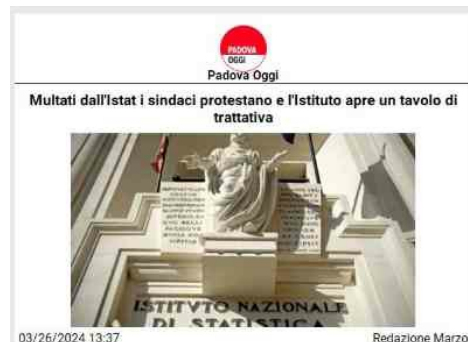 PADOVA
OGGI
Padova Oggi
Multati dall'Istat i sindaci protestano e l'Istituto apre un tavolo di
trattativa
ISTITVTO NAZIONALE
DI STATISTICA
03/26/2024 13:37
Redazione Marzo